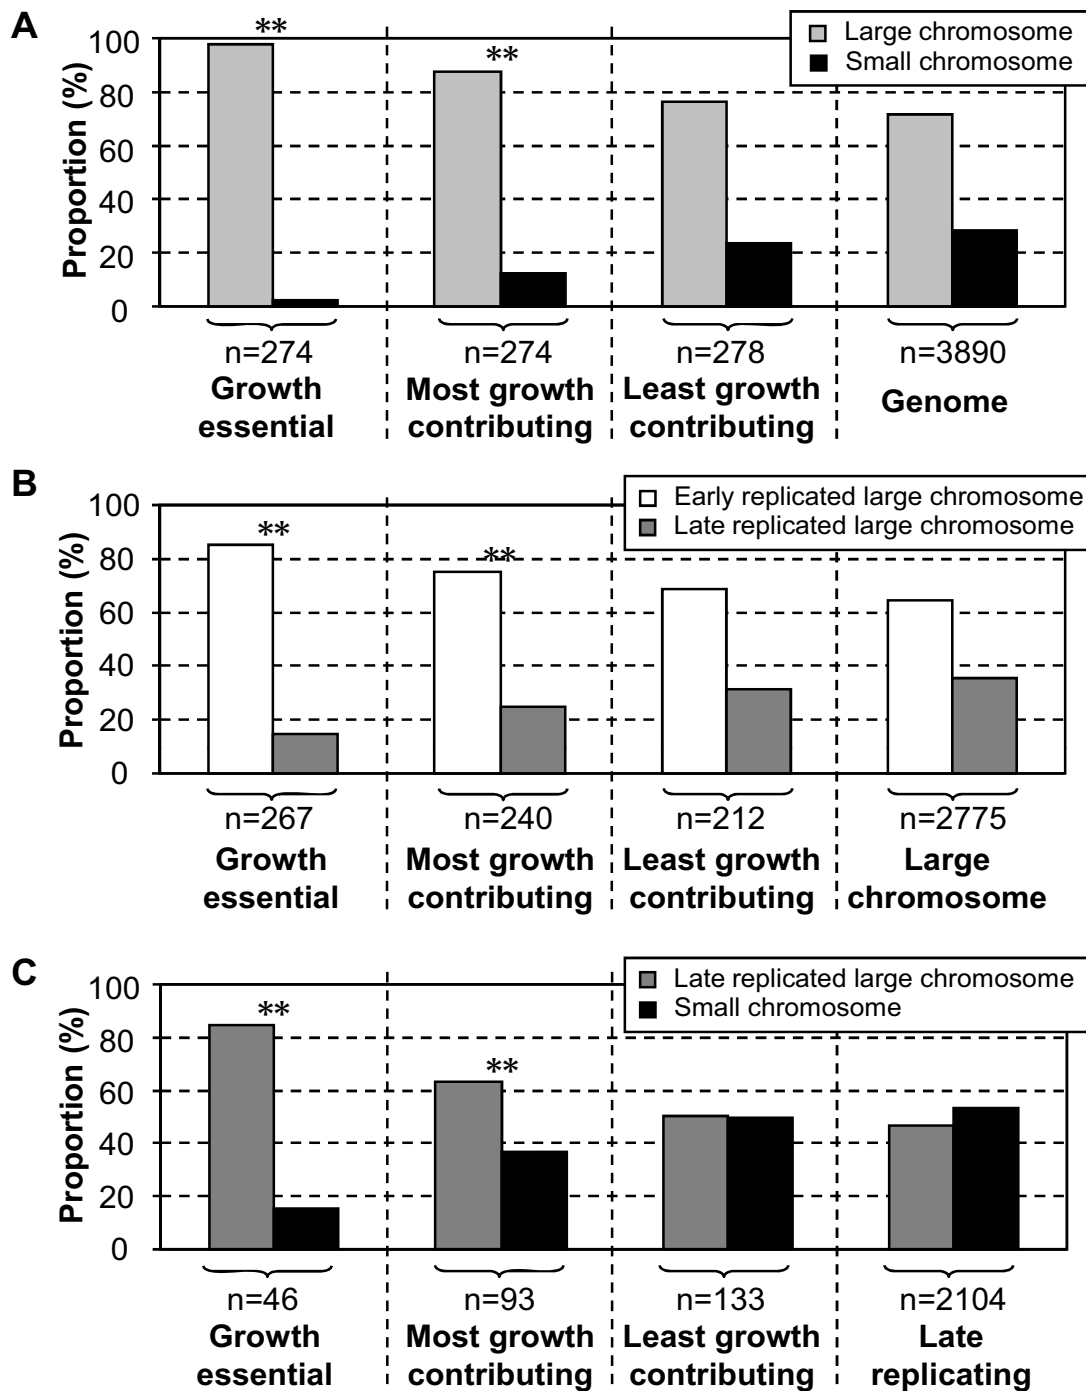 A
Large chromosome
Small chromosome
**
**
Proportion (%)
100
80
60
40
20
0
n=274
n=274
n=278
n=3890
Growth
essential
Most growth
contributing
Least growth
contributing
Genome
B
Early replicated large chromosome
Late replicated large chromosome
**
**
Proportion (%)
100
80
60
40
20
0
n=267
n=240
n=212
n=2775
Growth
essential
Most growth
contributing
Least growth
contributing
Large
chromosome
C
Late replicated large chromosome
Small chromosome
**
**
Proportion (%)
100
80
60
40
20
0
n=46
n=93
n=133
n=2104
Growth
essential
Most growth
contributing
Least growth
contributing
Late
replicating